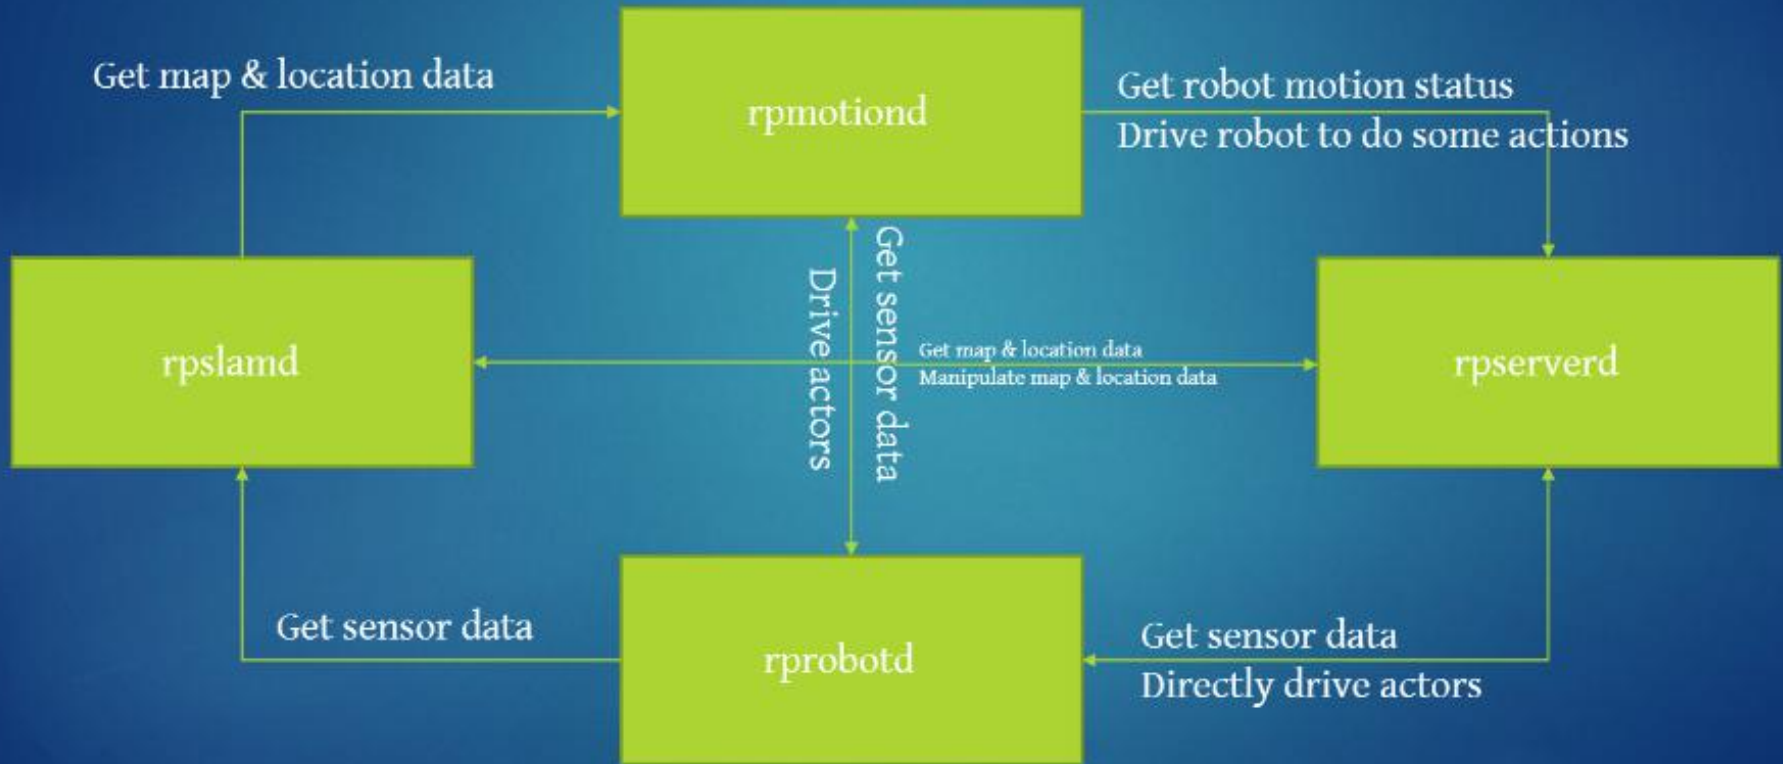 Get map & location data
rpmotiond
Get robot motion status
Drive robot to do some actions
Get sensor data
Drive actors
rpslamd
Get map & location data
Manipulate map & location data
rpserverd
Get sensor data
rprobotd
Get sensor data
Directly drive actors